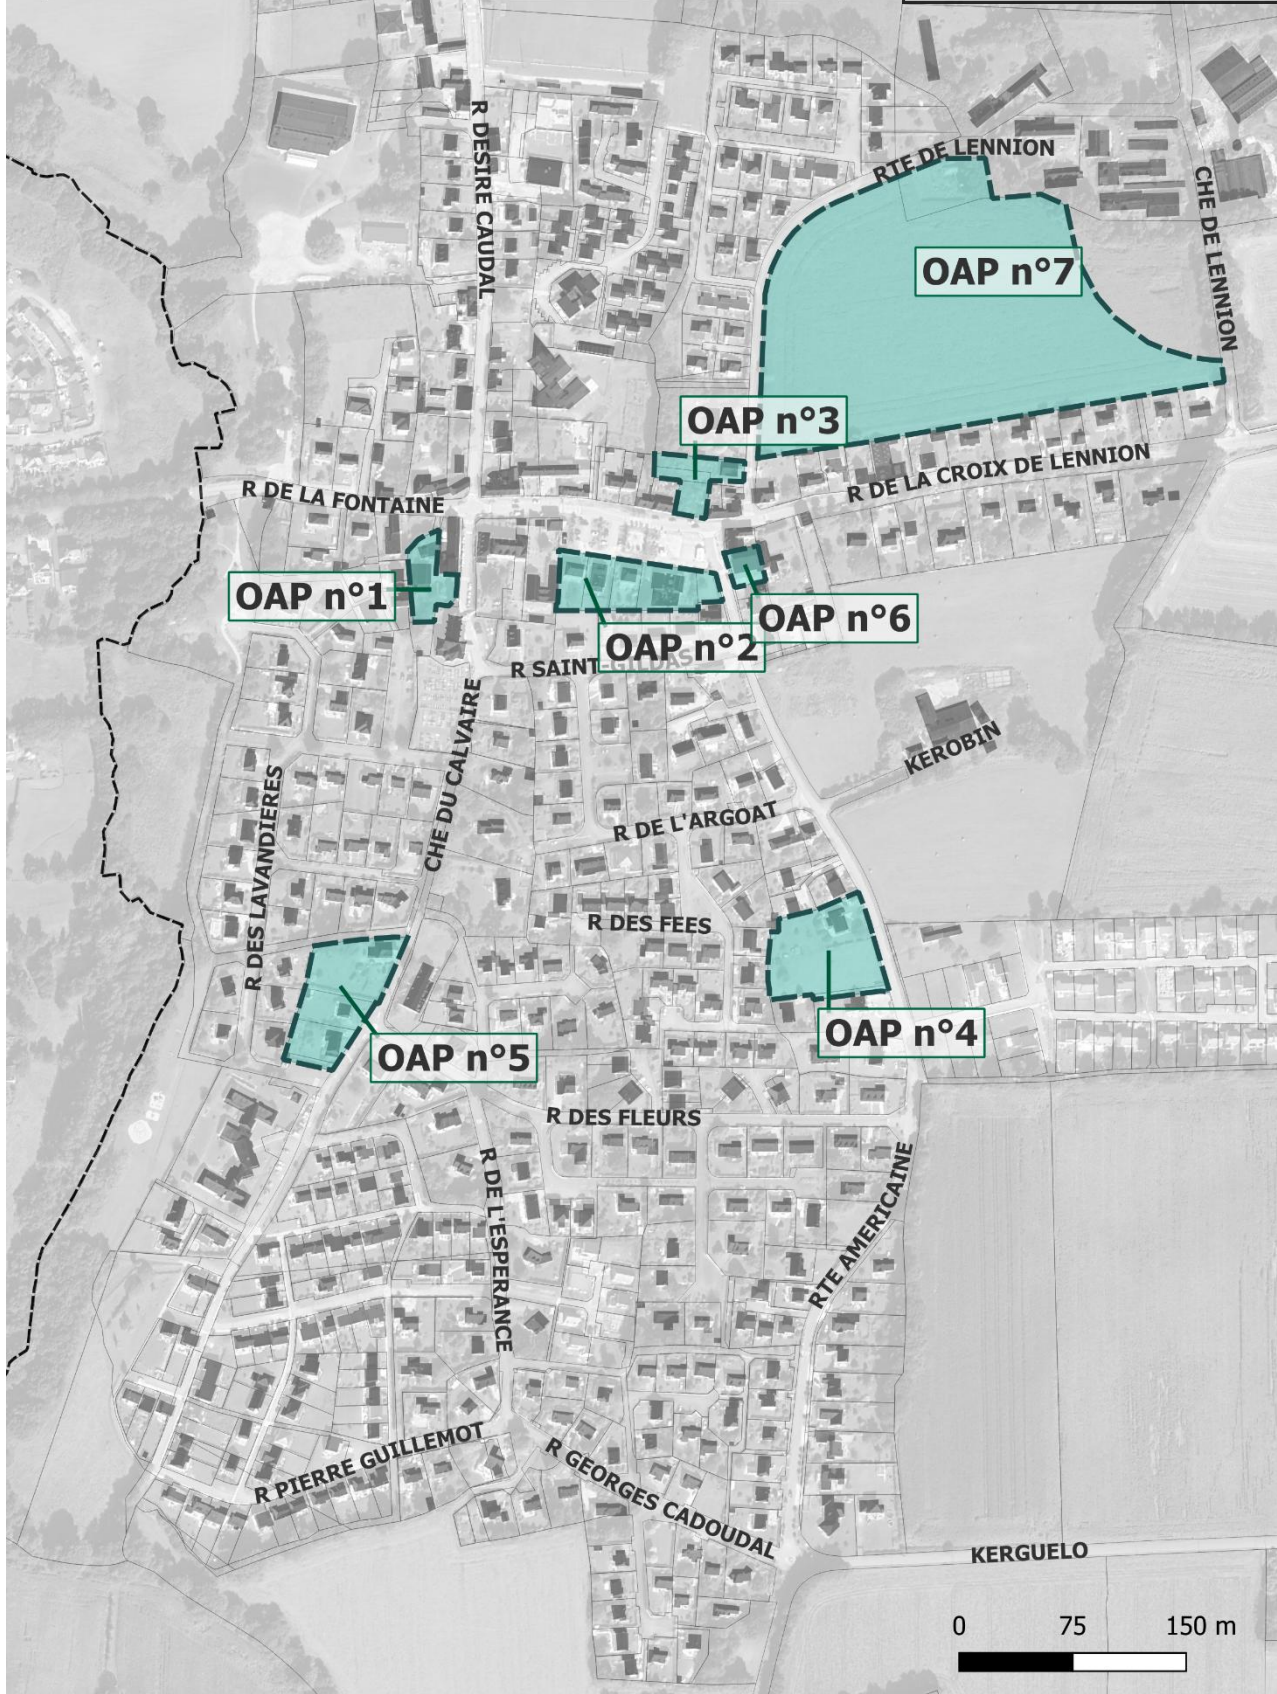 R DESIRE CAUDAL
RTE DE LENNION
CHE DE LENNION
OAP n°7
OAP n°3
R DE LA CROIX DE LENNION
R DE LA FONTAINE
OAP n°1
OAP n°6
OAP n°2
R SAINT-GILDAS
CHE DU CALVAIRE
KEROBIN
R DES LAVANDIERES
R DE L'ARGOAT
R DES FEES
OAP n°4
OAP n°5
R DES FLEURS
R DE L'ESPERANCE
RTE AMERICAINE
R PIERRE GUILLEMOT
R GEORGES CADOUDAL
KERGUELO
0 75 150 m